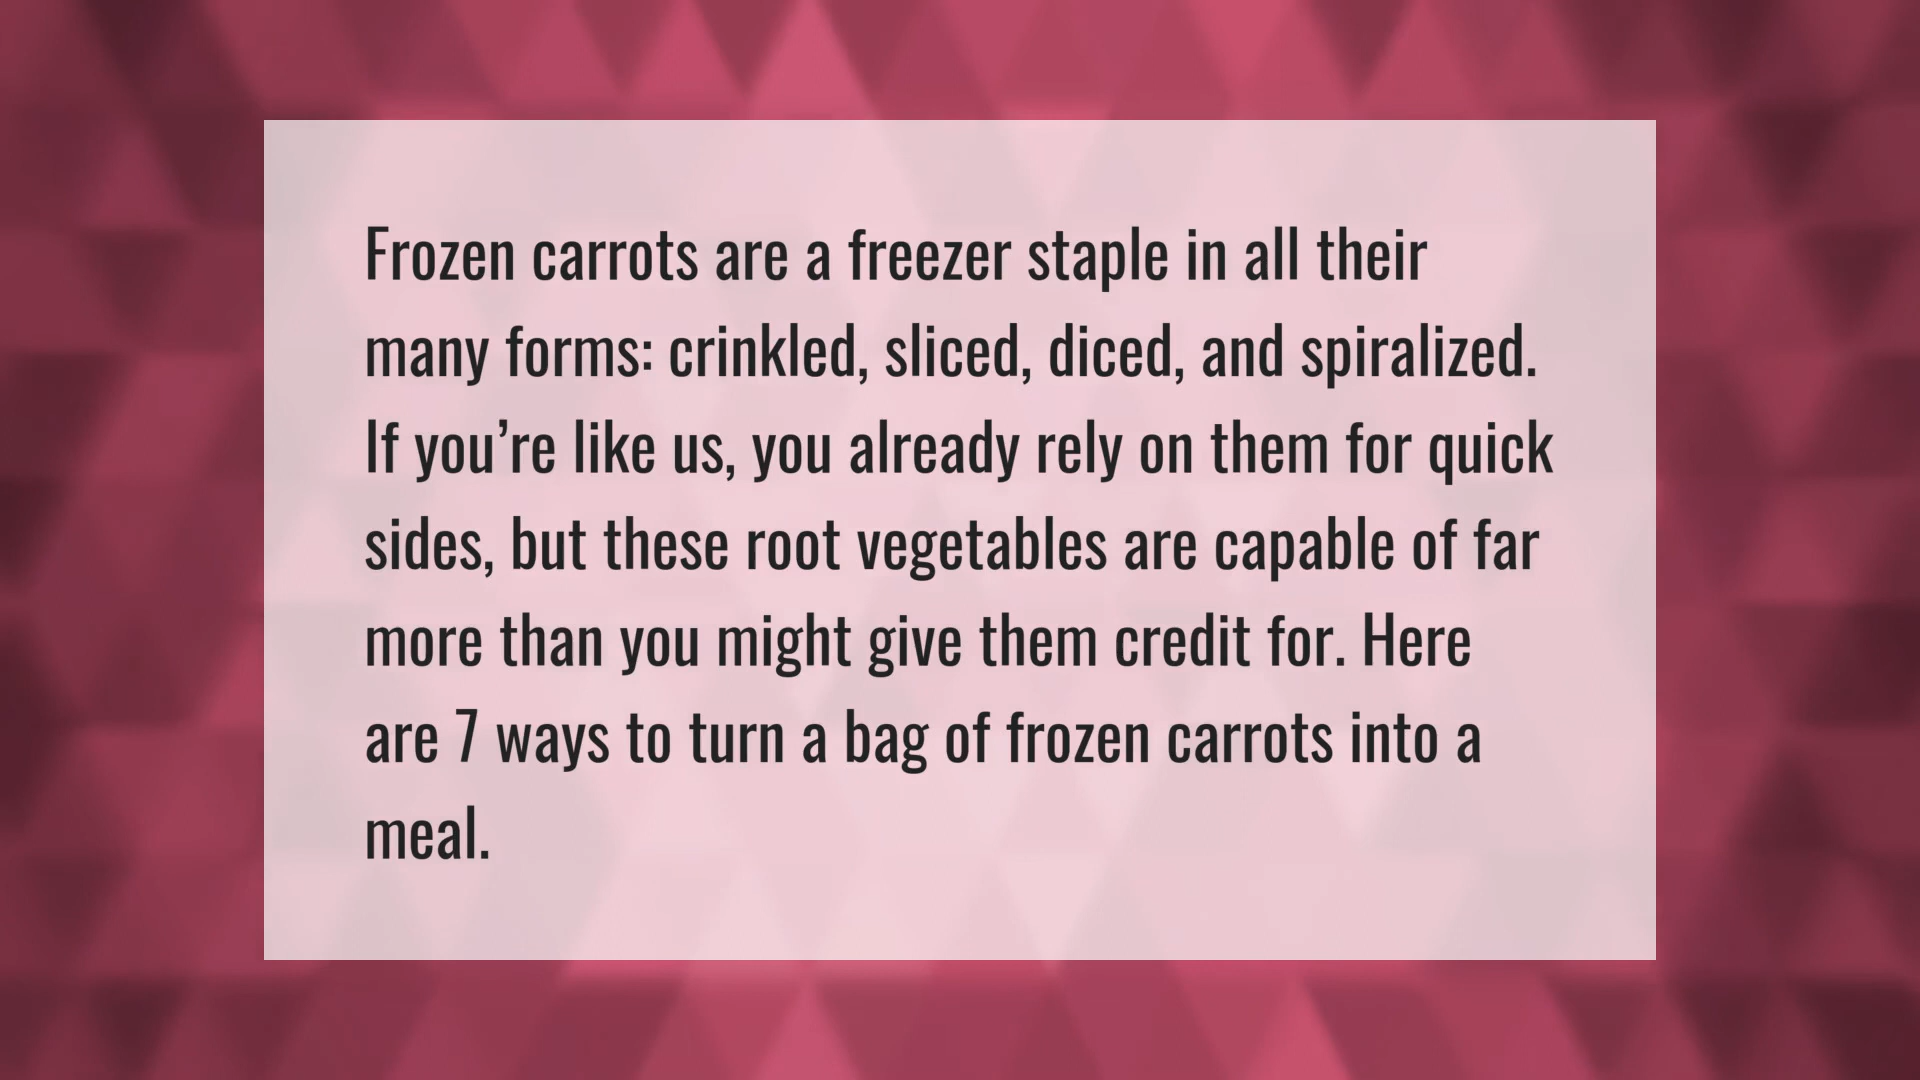 Frozen carrots are a freezer staple in all their
many forms: crinkled, sliced, diced, and spiralized.
If you’re like us, you already rely on them for quick
sides, but these root vegetables are capable of far
more than you might give them credit for. Here
are 7 ways to turn a bag of frozen carrots into a
meal.